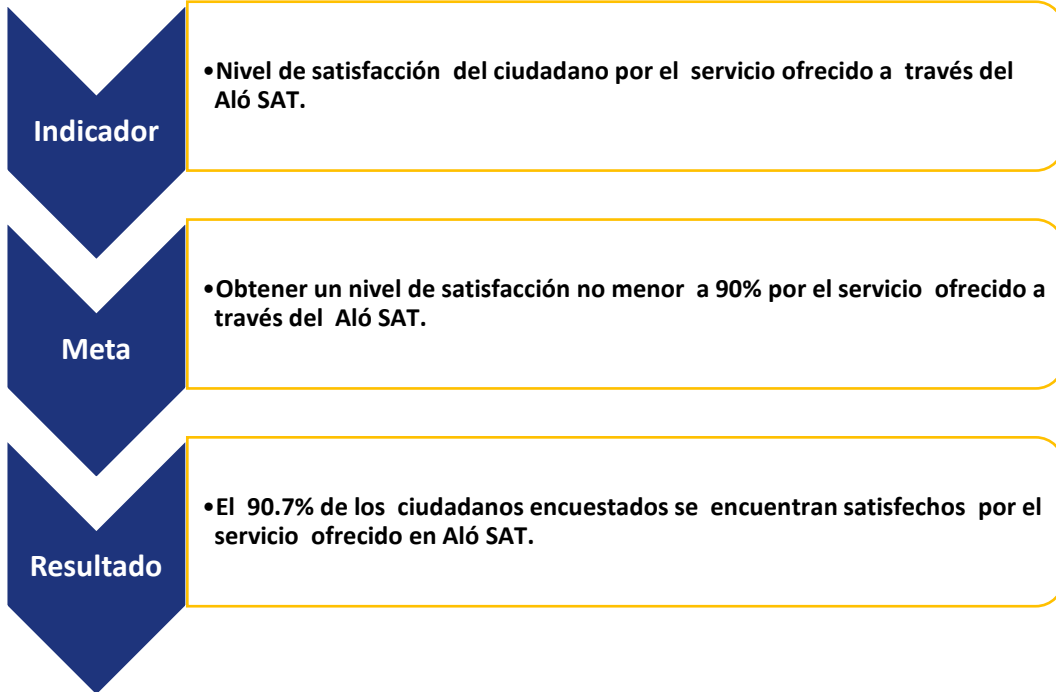 Indicador
•Nivel de satisfacción del ciudadano por el servicio ofrecido a través del
Aló SAT.
Meta
•Obtener un nivel de satisfacción no menor a 90% por el servicio ofrecido a
través del Aló SAT.
Resultado
•El 90.7% de los ciudadanos encuestados se encuentran satisfechos por el
servicio ofrecido en Aló SAT.